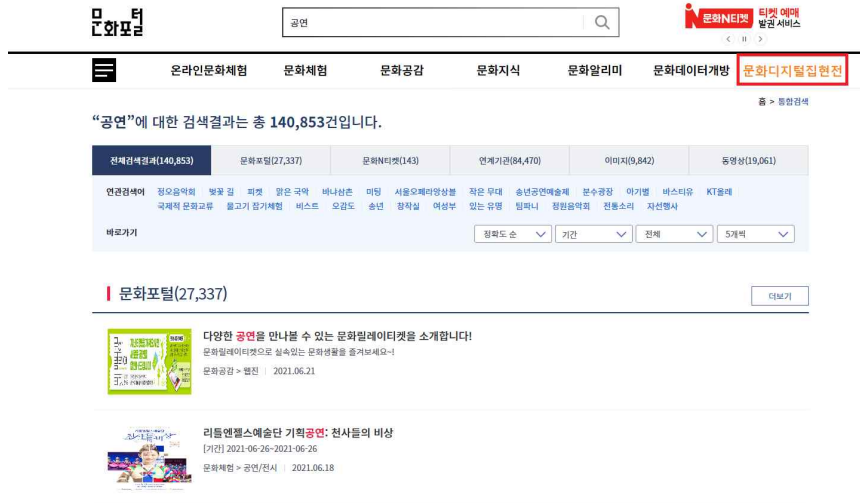 문화포털
공연
문화N티켓 티켓 예매 발권 서비스
온라인문화체험 문화체험 문화공감 문화지식 문화알리미 문화데이터개방 문화디지털집현전
홈 > 통합검색
“공연”에 대한 검색결과는 총 140,853건입니다.
전체검색결과(140,853) 문화포털(27,337) 문화N티켓(143) 연계기관(84,470) 이미지(9,842) 동영상(19,061)
연관검색어 정오음악회 벚꽃 길 피켓 맑은 국악 바냐삼촌 미팅 서울오페라앙상블 작은 무대 송년공연예술제 분수광장 아기별 바스티유 KT올레
국제적 문화교류 물고기 잡기체험 비스트 오감도 송년 창작실 여성부 있는 유명 팀파니 정원음악회 전통소리 자선행사
바로가기 정확도 순 기간 전체 5개씩
문화포털(27,337) 더보기
다양한 공연을 만나볼 수 있는 문화릴레이티켓을 소개합니다!
문화릴레이티켓으로 실속있는 문화생활을 즐겨보세요~!
문화공감 > 웹진 2021.06.21
리틀엔젤스예술단 기획공연: 천사들의 비상
[기간] 2021-06-26~2021-06-26
문화체험 > 공연/전시 2021.06.18